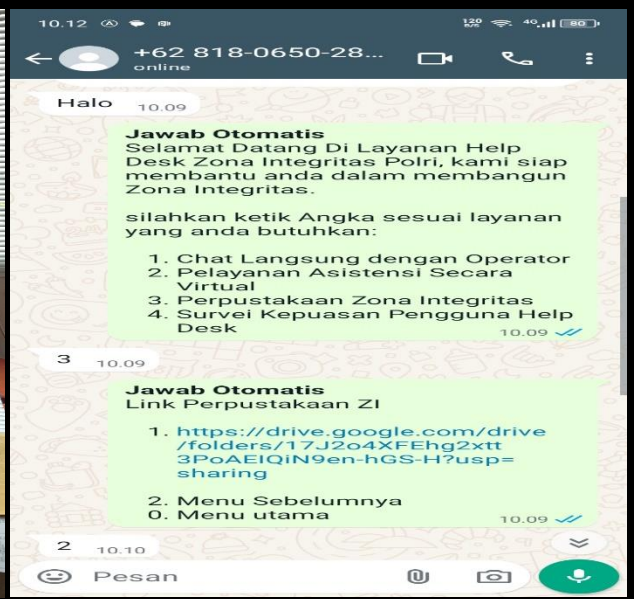 10.12
120 4G 80
+62 818-0650-28...
online
Halo 10.09
Jawab Otomatis
Selamat Datang Di Layanan Help
Desk Zona Integritas Polri, kami siap
membantu anda dalam membangun
Zona Integritas.
silahkan ketik Angka sesuai layanan
yang anda butuhkan:
1. Chat Langsung dengan Operator
2. Pelayanan Asistensi Secara
Virtual
3. Perpustakaan Zona Integritas
4. Survei Kepuasan Pengguna Help
Desk 10.09
3 10.09
Jawab Otomatis
Link Perpustakaan ZI
1. https://drive.google.com/drive
/folders/17J2o4XFEhg2xtt
3PoAEIQiN9en-hGS-H?usp=
sharing
2. Menu Sebelumnya
0. Menu utama 10.09
2 10.10
Pesan